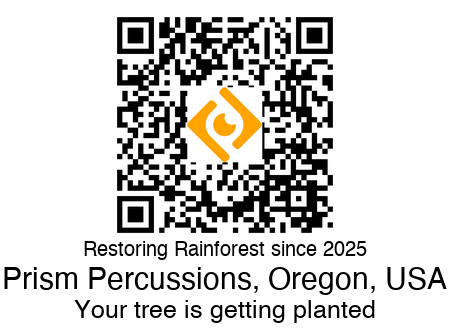 Restoring Rainforest since 2025
Prism Percussions, Oregon, USA
Your tree is getting planted